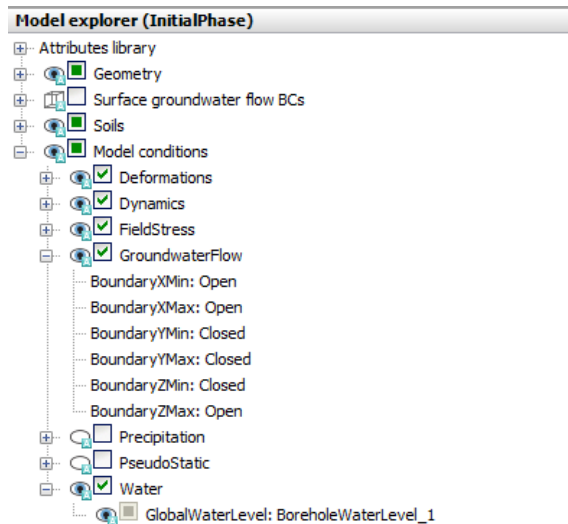 Model explorer (InitialPhase)
Attributes library
Geometry
Surface groundwater flow BCs
Soils
Model conditions
Deformations
Dynamics
FieldStress
GroundwaterFlow
BoundaryXMin: Open
BoundaryXMax: Open
BoundaryYMin: Closed
BoundaryYMax: Closed
BoundaryZMin: Closed
BoundaryZMax: Open
Precipitation
PseudoStatic
Water
GlobalWaterLevel: BoreholeWaterLevel_1